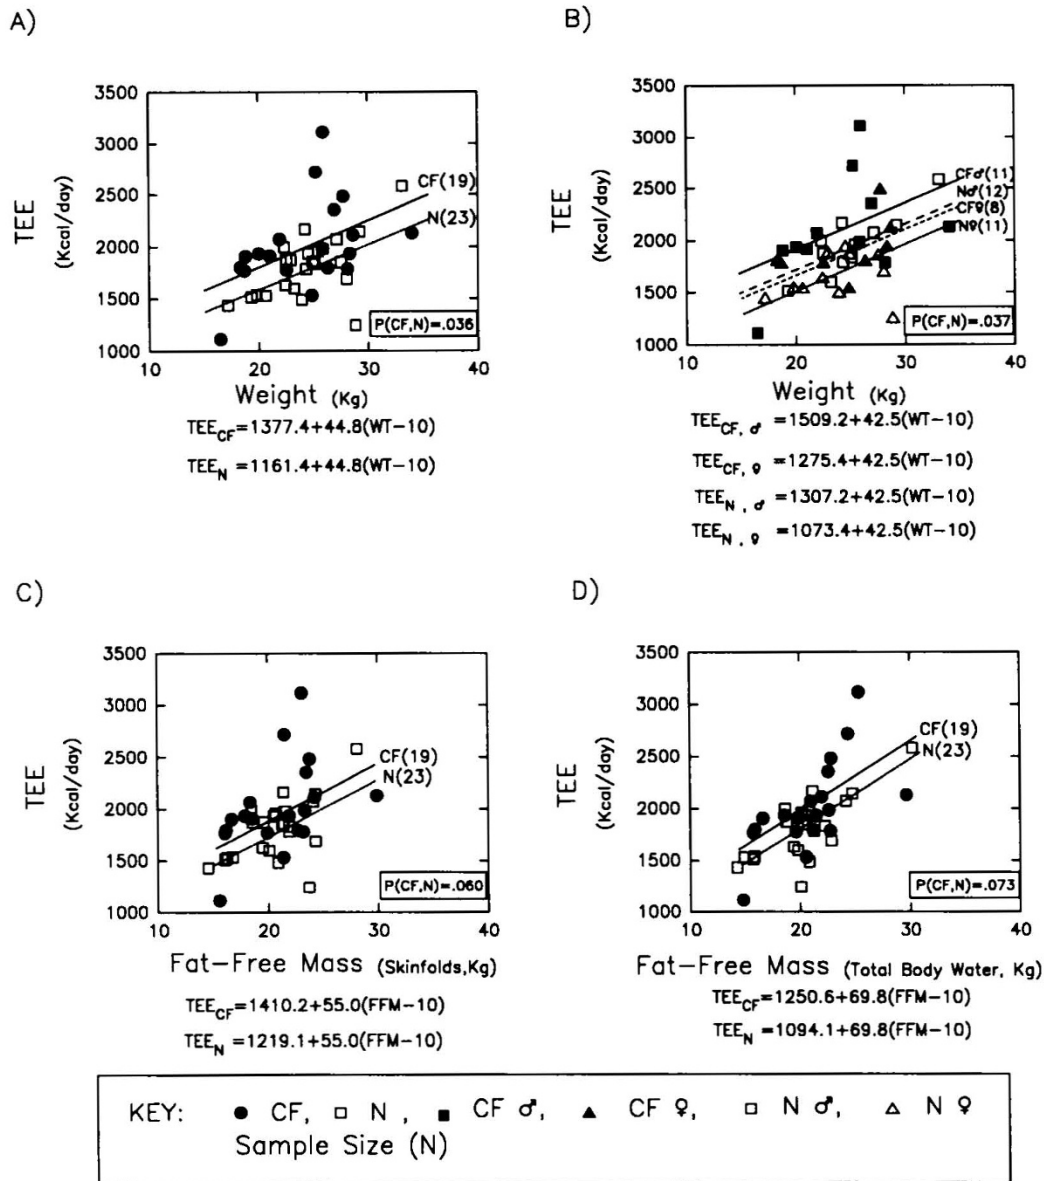 A)
B)
3500
3000
2500
2000
1500
1000
TEE
(Kcal/day)
CF(19)
N(23)
P(CF,N)=.036
10 20 30 40
Weight (Kg)
TEE_CF=1377.4+44.8(WT-10)
TEE_N =1161.4+44.8(WT-10)
3500
3000
2500
2000
1500
1000
TEE
(Kcal/day)
CF♂(11)
N♂(12)
CF♀(8)
N♀(11)
P(CF,N)=.037
10 20 30 40
Weight (Kg)
TEE_CF, ♂ =1509.2+42.5(WT-10)
TEE_CF, ♀ =1275.4+42.5(WT-10)
TEE_N , ♂ =1307.2+42.5(WT-10)
TEE_N , ♀ =1073.4+42.5(WT-10)
C)
D)
3500
3000
2500
2000
1500
1000
TEE
(Kcal/day)
CF(19)
N(23)
P(CF,N)=.060
10 20 30 40
Fat-Free Mass (Skinfolds,Kg)
TEE_CF=1410.2+55.0(FFM-10)
TEE_N =1219.1+55.0(FFM-10)
3500
3000
2500
2000
1500
1000
TEE
(Kcal/day)
CF(19)
N(23)
P(CF,N)=.073
10 20 30 40
Fat-Free Mass (Total Body Water, Kg)
TEE_CF=1250.6+69.8(FFM-10)
TEE_N =1094.1+69.8(FFM-10)
KEY: ● CF, □ N , ■ CF ♂, ▲ CF ♀, □ N ♂, △ N ♀
Sample Size (N)